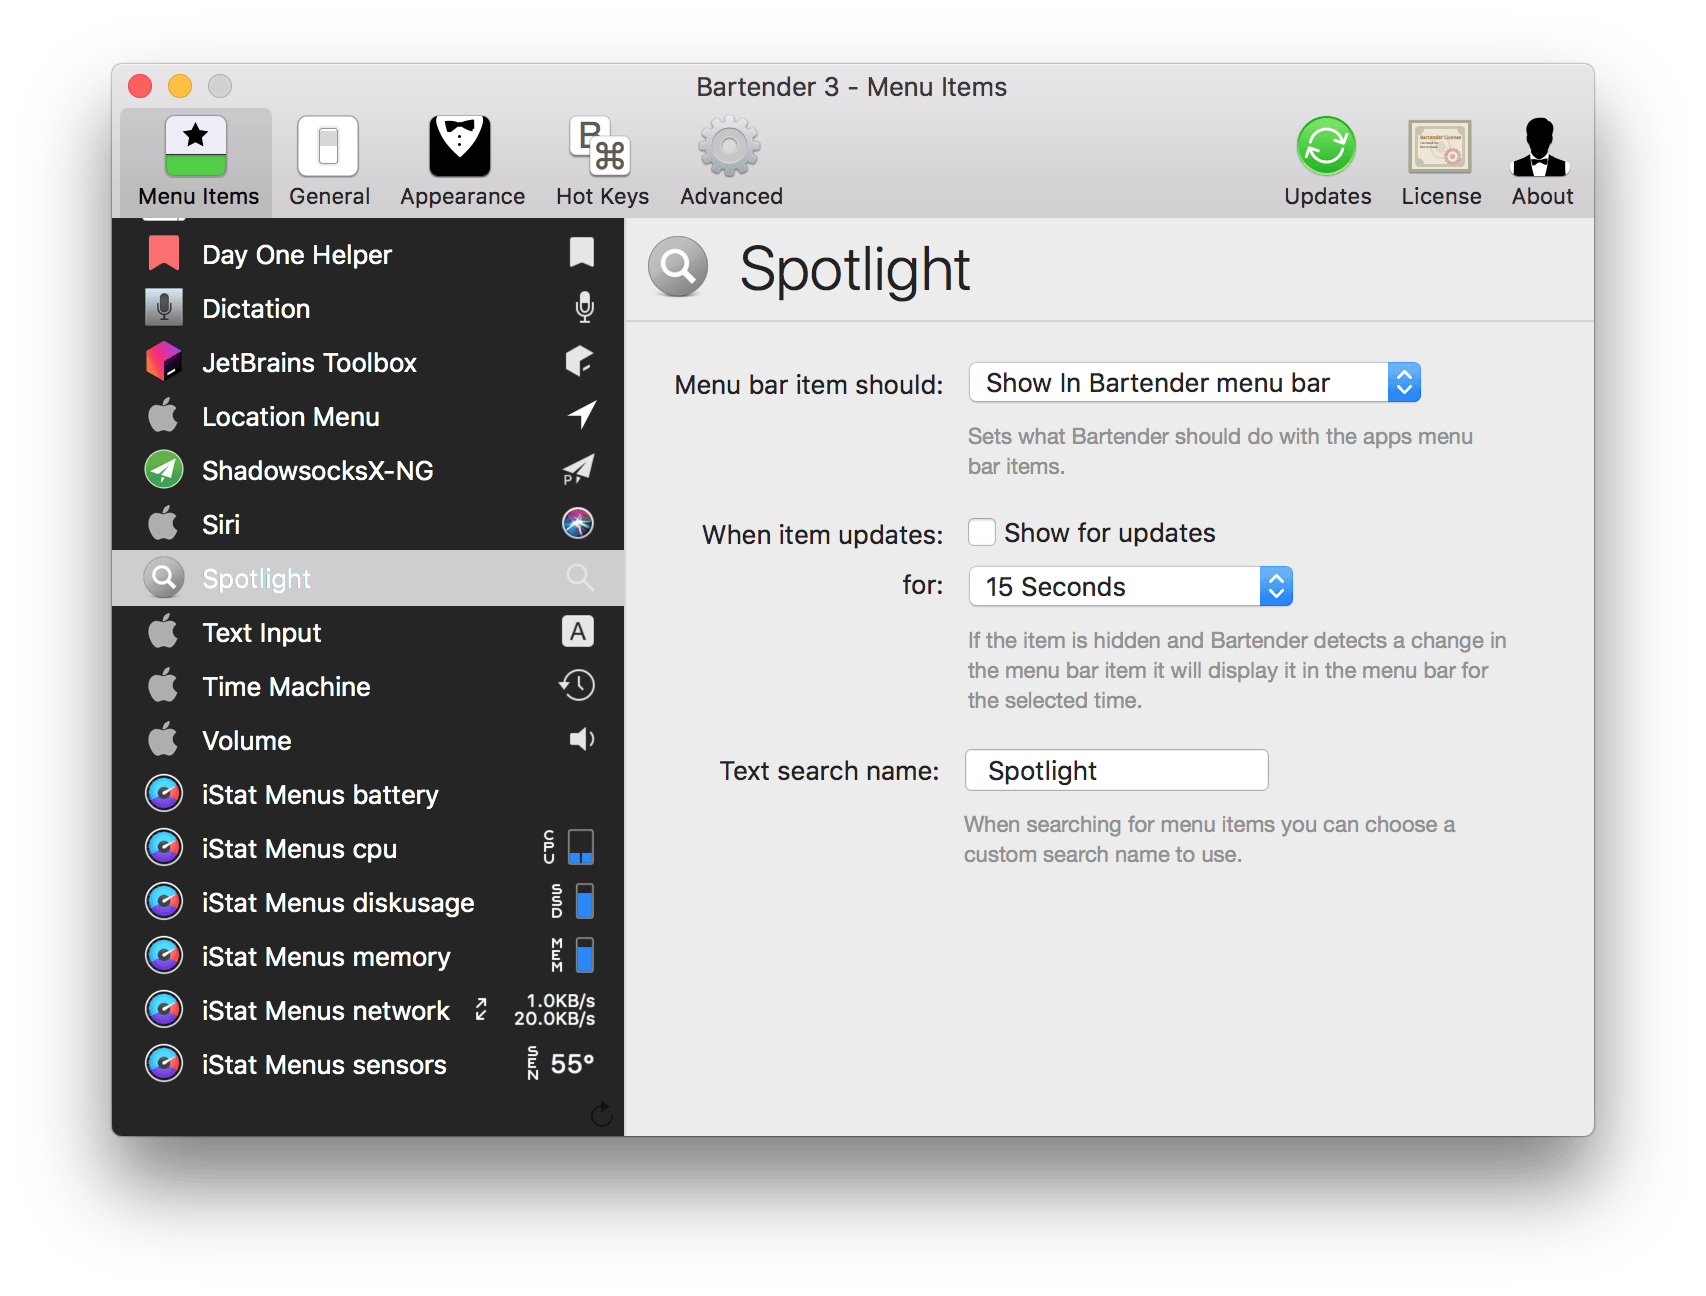 Bartender 3 - Menu Items
B
⌘
Menu Items
General
Appearance
Hot Keys
Advanced
Updates
License
About
Day One Helper
Dictation
JetBrains Toolbox
Location Menu
ShadowsocksX-NG
P
Siri
Spotlight
Text Input
A
Time Machine
Volume
iStat Menus battery
iStat Menus cpu
CPU
iStat Menus diskusage
SSD
iStat Menus memory
MEM
iStat Menus network
1.0KB/s
20.0KB/s
iStat Menus sensors
SEN
55°
Spotlight
Menu bar item should:
Show In Bartender menu bar
Sets what Bartender should do with the apps menu
bar items.
When item updates:
Show for updates
for:
15 Seconds
If the item is hidden and Bartender detects a change in
the menu bar item it will display it in the menu bar for
the selected time.
Text search name:
Spotlight
When searching for menu items you can choose a
custom search name to use.